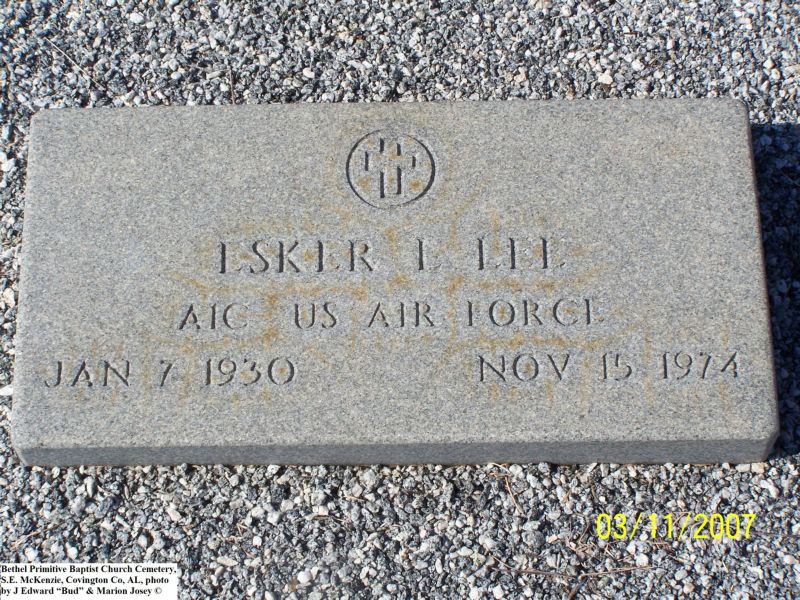 ESKER L LEE
A1C US AIR FORCE
JAN 7 1930 NOV 15 1974
03/11/2007
Bethel Primitive Baptist Church Cemetery,
S.E. McKenzie, Covington Co, AL, photo
by J Edward “Bud” & Marion Josey ©